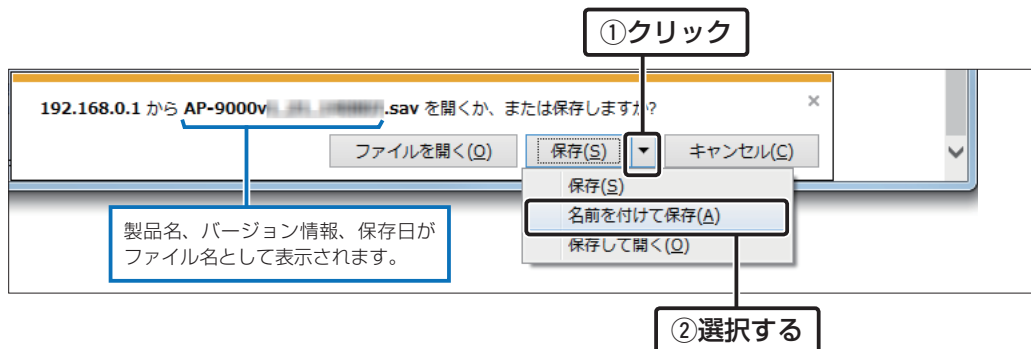 ①クリック
192.168.0.1 から AP-9000v .sav を開くか、または保存しますか?
×
ファイルを開く(O) 保存(S) ▼ キャンセル(C)
保存(S)
名前を付けて保存(A)
保存して開く(O)
製品名、バージョン情報、保存日が
ファイル名として表示されます。
②選択する